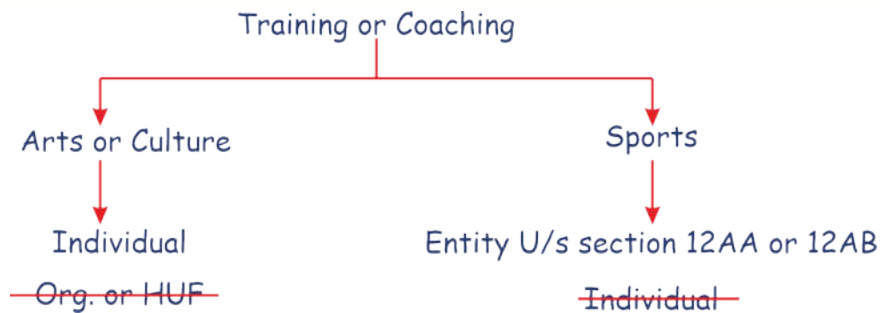 Training or Coaching
Arts or Culture
Sports
Individual
Entity U/s section 12AA or 12AB
Org. or HUF
Individual